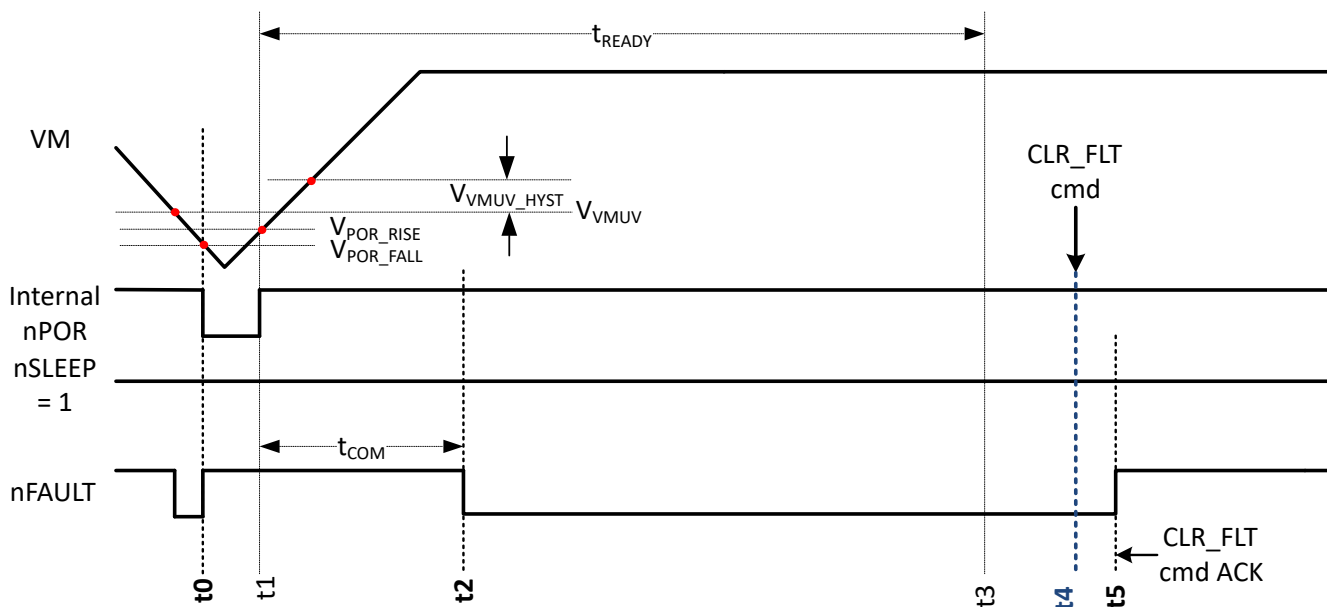 tREADY
VM
CLR_FLT
cmd
VVMUV_HYST
VVMUV
VPOR_RISE
VPOR_FALL
Internal
nPOR
nSLEEP
= 1
tCOM
nFAULT
CLR_FLT
cmd ACK
t0
t1
t2
t3
t4
t5